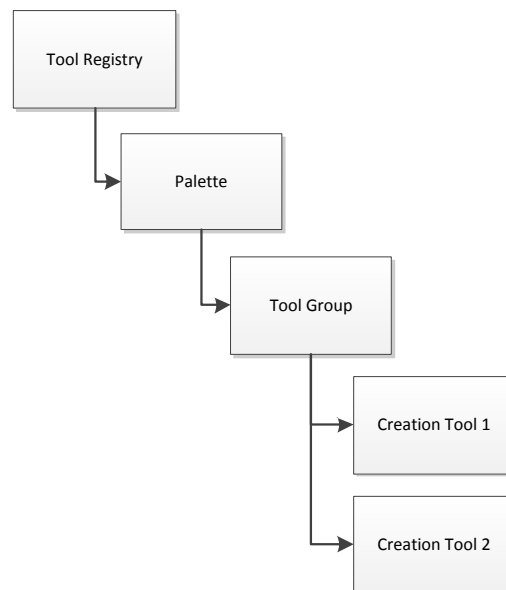 Tool Registry
Palette
Tool Group
Creation Tool 1
Creation Tool 2